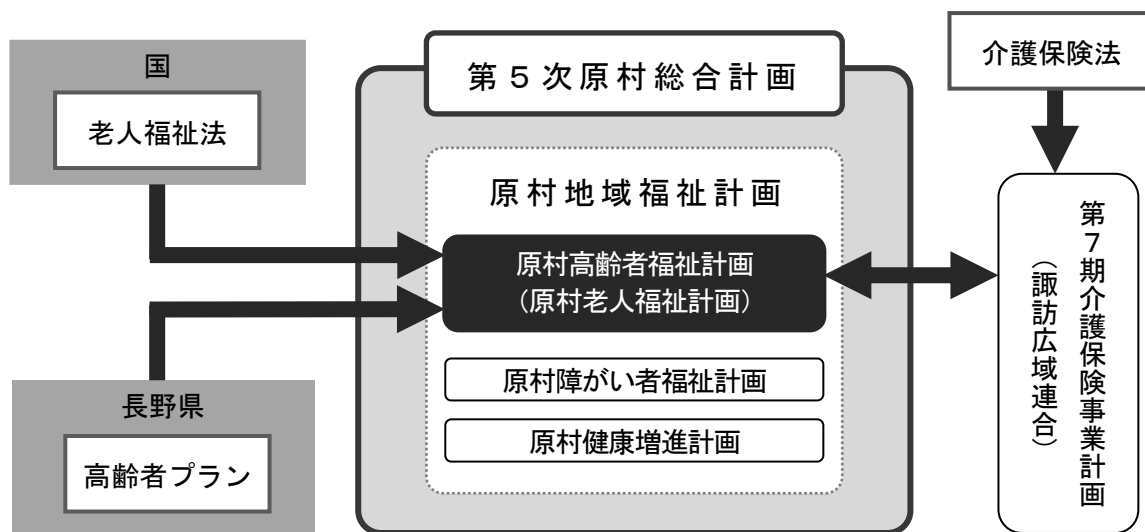 国
老人福祉法
長野県
高齢者プラン
第５次原村総合計画
原村地域福祉計画
原村高齢者福祉計画
（原村老人福祉計画）
原村障がい者福祉計画
原村健康増進計画
介護保険法
第７期介護保険事業計画
（諏訪広域連合）